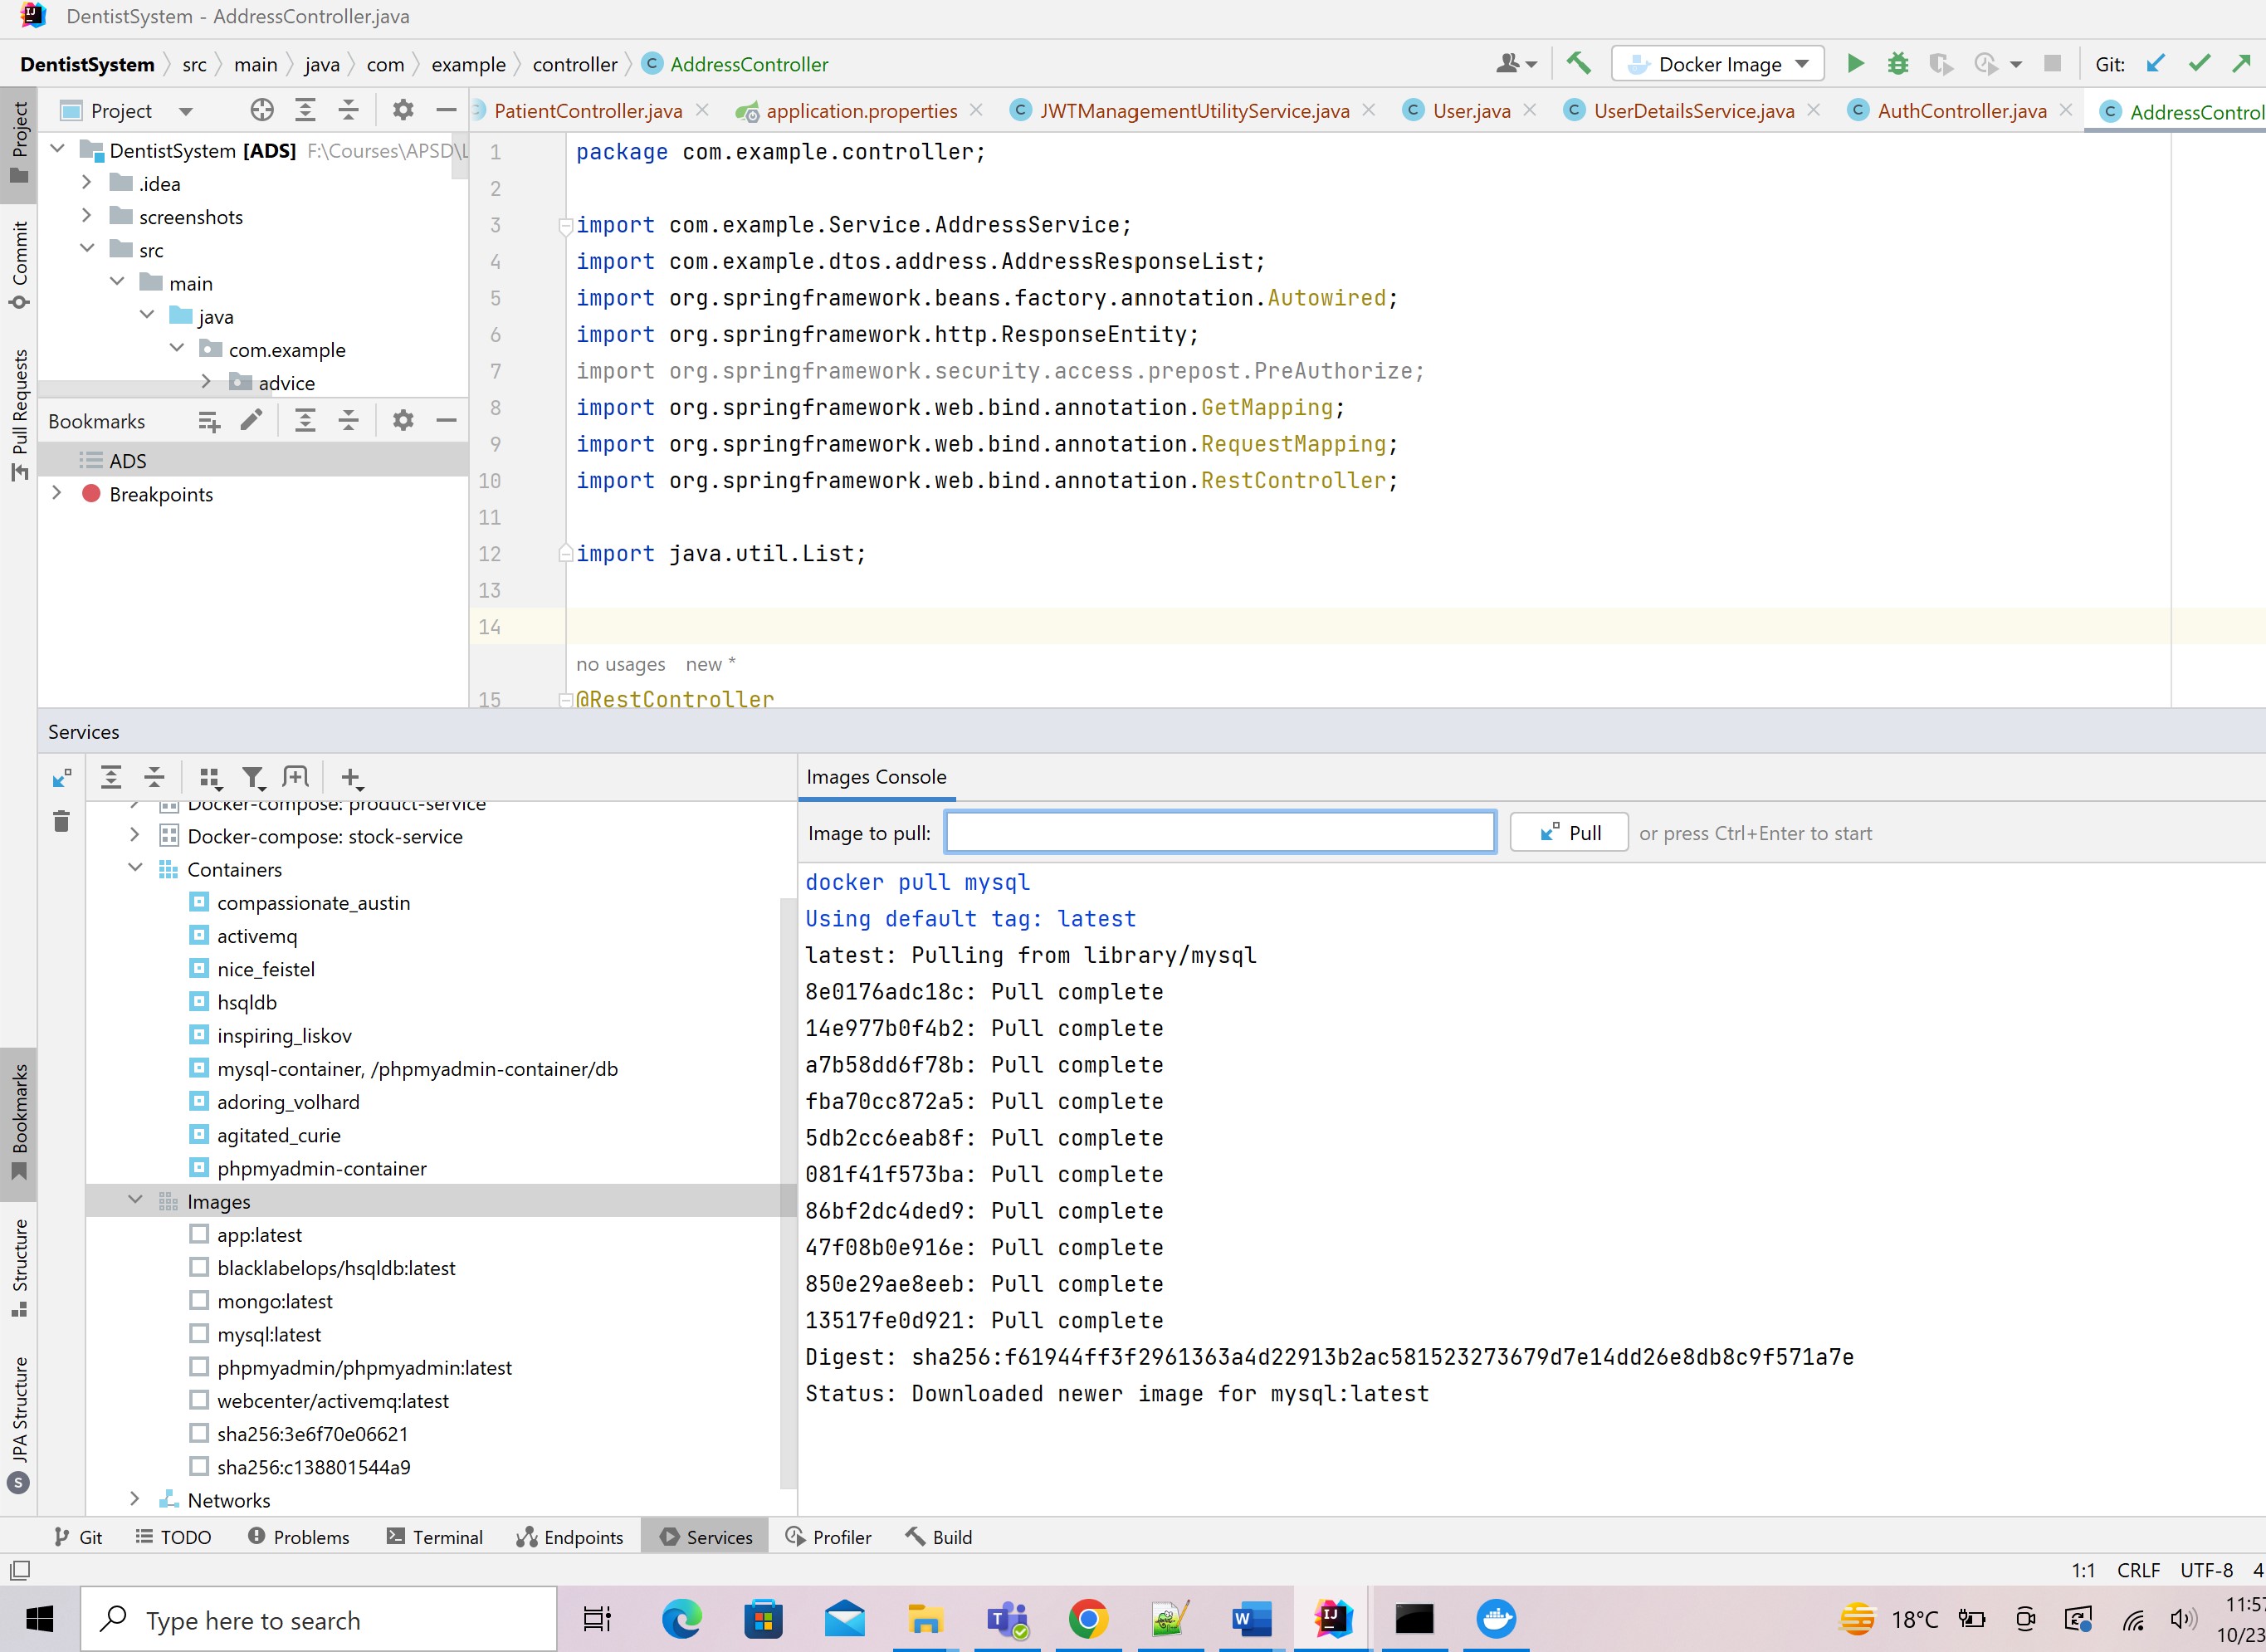 DentistSystem - AddressController.java
DentistSystem src main java com example controller C AddressController Docker Image Git:
Project
PatientController.java application.properties C JWTManagementUtilityService.java C User.java C UserDetailsService.java C AuthController.java C AddressControl
Project
DentistSystem [ADS] F:\Courses\APSD\L
.idea
screenshots
src
main
java
com.example
advice
Bookmarks
ADS
Breakpoints
Commit
Pull Requests
1 package com.example.controller;
2
3 import com.example.Service.AddressService;
4 import com.example.dtos.address.AddressResponseList;
5 import org.springframework.beans.factory.annotation.Autowired;
6 import org.springframework.http.ResponseEntity;
7 import org.springframework.security.access.prepost.PreAuthorize;
8 import org.springframework.web.bind.annotation.GetMapping;
9 import org.springframework.web.bind.annotation.RequestMapping;
10 import org.springframework.web.bind.annotation.RestController;
11
12 import java.util.List;
13
14
no usages new *
15 @RestController
Services
Docker-compose: product-service
Docker-compose: stock-service
Containers
compassionate_austin
activemq
nice_feistel
hsqldb
inspiring_liskov
mysql-container, /phpmyadmin-container/db
adoring_volhard
agitated_curie
phpmyadmin-container
Images
app:latest
blacklabelops/hsqldb:latest
mongo:latest
mysql:latest
phpmyadmin/phpmyadmin:latest
webcenter/activemq:latest
sha256:3e6f70e06621
sha256:c138801544a9
Networks
Bookmarks
Structure
JPA Structure
S
Images Console
Image to pull: Pull or press Ctrl+Enter to start
docker pull mysql
Using default tag: latest
latest: Pulling from library/mysql
8e0176adc18c: Pull complete
14e977b0f4b2: Pull complete
a7b58dd6f78b: Pull complete
fba70cc872a5: Pull complete
5db2cc6eab8f: Pull complete
081f41f573ba: Pull complete
86bf2dc4ded9: Pull complete
47f08b0e916e: Pull complete
850e29ae8eeb: Pull complete
13517fe0d921: Pull complete
Digest: sha256:f61944ff3f2961363a4d22913b2ac581523273679d7e14dd26e8db8c9f571a7e
Status: Downloaded newer image for mysql:latest
Git TODO Problems Terminal Endpoints Services Profiler Build
1:1 CRLF UTF-8 4
Type here to search
18°C
11:57
10/23